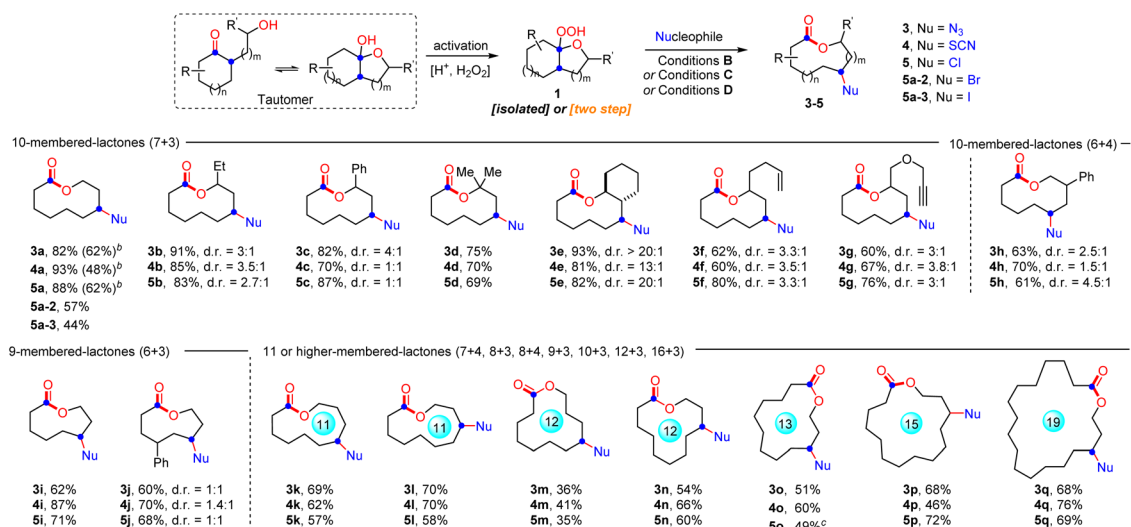 O R' OH OH O R' OOH O R' O O R'
R ( )n ( )m ⇌ R ( )n ( )m R ( )n ( )m R ( )n ( )m Nu
Tautomer
activation
[H+, H2O2]
1
[isolated] or [two step]
Nucleophile
Conditions B
or Conditions C
or Conditions D
3-5
3, Nu = N3
4, Nu = SCN
5, Nu = Cl
5a-2, Nu = Br
5a-3, Nu = I
10-membered-lactones (7+3)
10-membered-lactones (6+4)
O O Nu
O O Et Nu
O O Ph Nu
O O Me Me Nu
O O Nu
O O Nu
O O O Nu
O O Ph Nu
3a, 82% (62%)b
4a, 93% (48%)b
5a, 88% (62%)b
5a-2, 57%
5a-3, 44%
3b, 91%, d.r. = 3:1
4b, 85%, d.r. = 3.5:1
5b, 83%, d.r. = 2.7:1
3c, 82%, d.r. = 4:1
4c, 70%, d.r. = 1:1
5c, 87%, d.r. = 1:1
3d, 75%
4d, 70%
5d, 69%
3e, 93%, d.r. > 20:1
4e, 81%, d.r. = 13:1
5e, 82%, d.r. = 20:1
3f, 62%, d.r. = 3.3:1
4f, 60%, d.r. = 3.5:1
5f, 80%, d.r. = 3.3:1
3g, 60%, d.r. = 3:1
4g, 67%, d.r. = 3.8:1
5g, 76%, d.r. = 3:1
3h, 63%, d.r. = 2.5:1
4h, 70%, d.r. = 1.5:1
5h, 61%, d.r. = 4.5:1
9-membered-lactones (6+3)
11 or higher-membered-lactones (7+4, 8+3, 8+4, 9+3, 10+3, 12+3, 16+3)
O O Nu
O O Ph Nu
O O 11 Nu
O O 11 Nu
O O 12 Nu
O O 12 Nu
O O 13 Nu
O O 15 Nu
O O 19 Nu
3i, 62%
4i, 87%
5i, 71%
3j, 60%, d.r. = 1:1
4j, 70%, d.r. = 1.4:1
5j, 68%, d.r. = 1:1
3k, 69%
4k, 62%
5k, 57%
3l, 70%
4l, 70%
5l, 58%
3m, 36%
4m, 41%
5m, 35%
3n, 54%
4n, 66%
5n, 60%
3o, 51%
4o, 60%
5o, 49%c
3p, 68%
4p, 46%
5p, 72%
3q, 68%
4q, 76%
5q, 69%